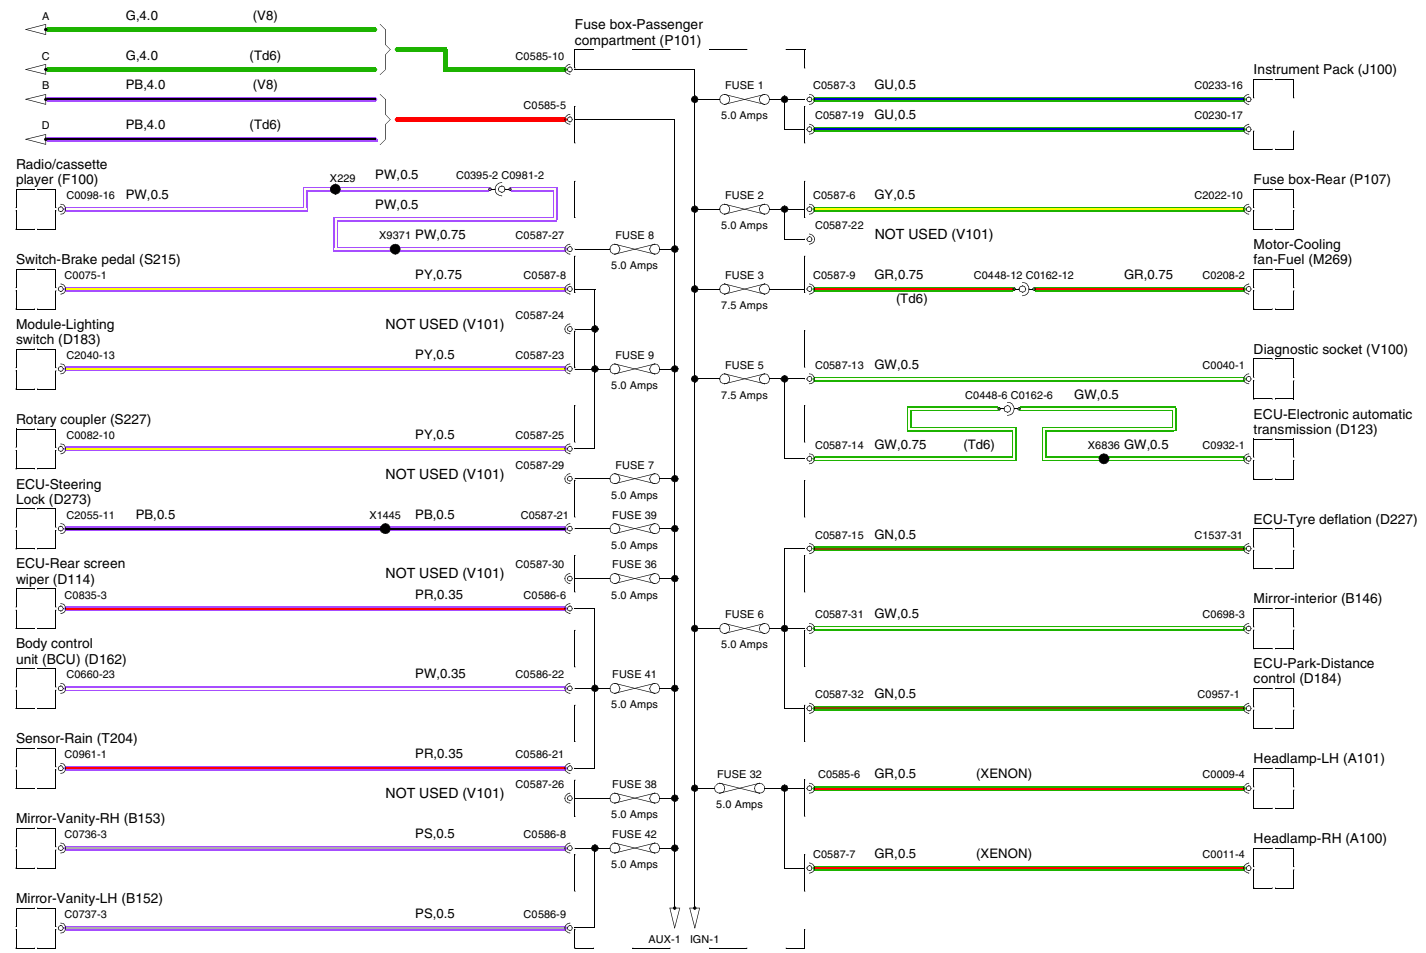 A G,4.0 (V8)
C G,4.0 (Td6) C0585-10
B PB,4.0 (V8)
D PB,4.0 (Td6) C0585-5
Radio/cassette
player (F100)
C0098-16 PW,0.5 X229 PW,0.5 C0395-2 C0981-2
PW,0.5
X9371 PW,0.75 C0587-27 FUSE 8
5.0 Amps
Switch-Brake pedal (S215)
C0075-1 PY,0.75 C0587-8
NOT USED (V101) C0587-24
Module-Lighting
switch (D183)
C2040-13 PY,0.5 C0587-23 FUSE 9
5.0 Amps
Rotary coupler (S227)
C0082-10 PY,0.5 C0587-25
NOT USED (V101) C0587-29 FUSE 7
5.0 Amps
ECU-Steering
Lock (D273)
C2055-11 PB,0.5 X1445 PB,0.5 C0587-21 FUSE 39
5.0 Amps
ECU-Rear screen
wiper (D114)
NOT USED (V101) C0587-30 FUSE 36
5.0 Amps
C0835-3 PR,0.35 C0586-6
Body control
unit (BCU) (D162)
C0660-23 PW,0.35 C0586-22 FUSE 41
5.0 Amps
Sensor-Rain (T204)
C0961-1 PR,0.35 C0586-21
NOT USED (V101) C0587-26 FUSE 38
5.0 Amps
Mirror-Vanity-RH (B153)
C0736-3 PS,0.5 C0586-8 FUSE 42
5.0 Amps
Mirror-Vanity-LH (B152)
C0737-3 PS,0.5 C0586-9
AUX-1 IGN-1
Fuse box-Passenger
compartment (P101)
Instrument Pack (J100)
FUSE 1 C0587-3 GU,0.5 C0233-16
5.0 Amps C0587-19 GU,0.5 C0230-17
Fuse box-Rear (P107)
FUSE 2 C0587-6 GY,0.5 C2022-10
5.0 Amps C0587-22 NOT USED (V101)
Motor-Cooling
fan-Fuel (M269)
FUSE 3 C0587-9 GR,0.75 C0448-12 C0162-12 GR,0.75 C0208-2
7.5 Amps (Td6)
Diagnostic socket (V100)
FUSE 5 C0587-13 GW,0.5 C0040-1
7.5 Amps C0448-6 C0162-6 GW,0.5
ECU-Electronic automatic
transmission (D123)
C0587-14 GW,0.75 (Td6) X6836 GW,0.5 C0932-1
ECU-Tyre deflation (D227)
C0587-15 GN,0.5 C1537-31
Mirror-interior (B146)
FUSE 6 C0587-31 GW,0.5 C0698-3
5.0 Amps
ECU-Park-Distance
control (D184)
C0587-32 GN,0.5 C0957-1
Headlamp-LH (A101)
FUSE 32 C0585-6 GR,0.5 (XENON) C0009-4
5.0 Amps
Headlamp-RH (A100)
C0587-7 GR,0.5 (XENON) C0011-4